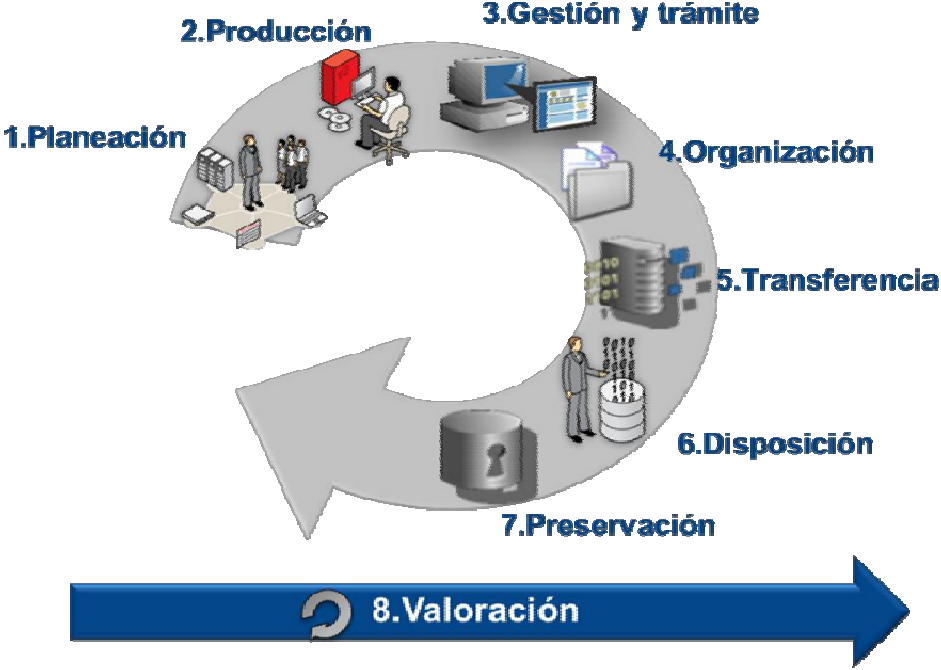 1.Planeación
2.Producción
3.Gestión y trámite
4.Organización
5.Transferencia
6.Disposición
7.Preservación
8.Valoración